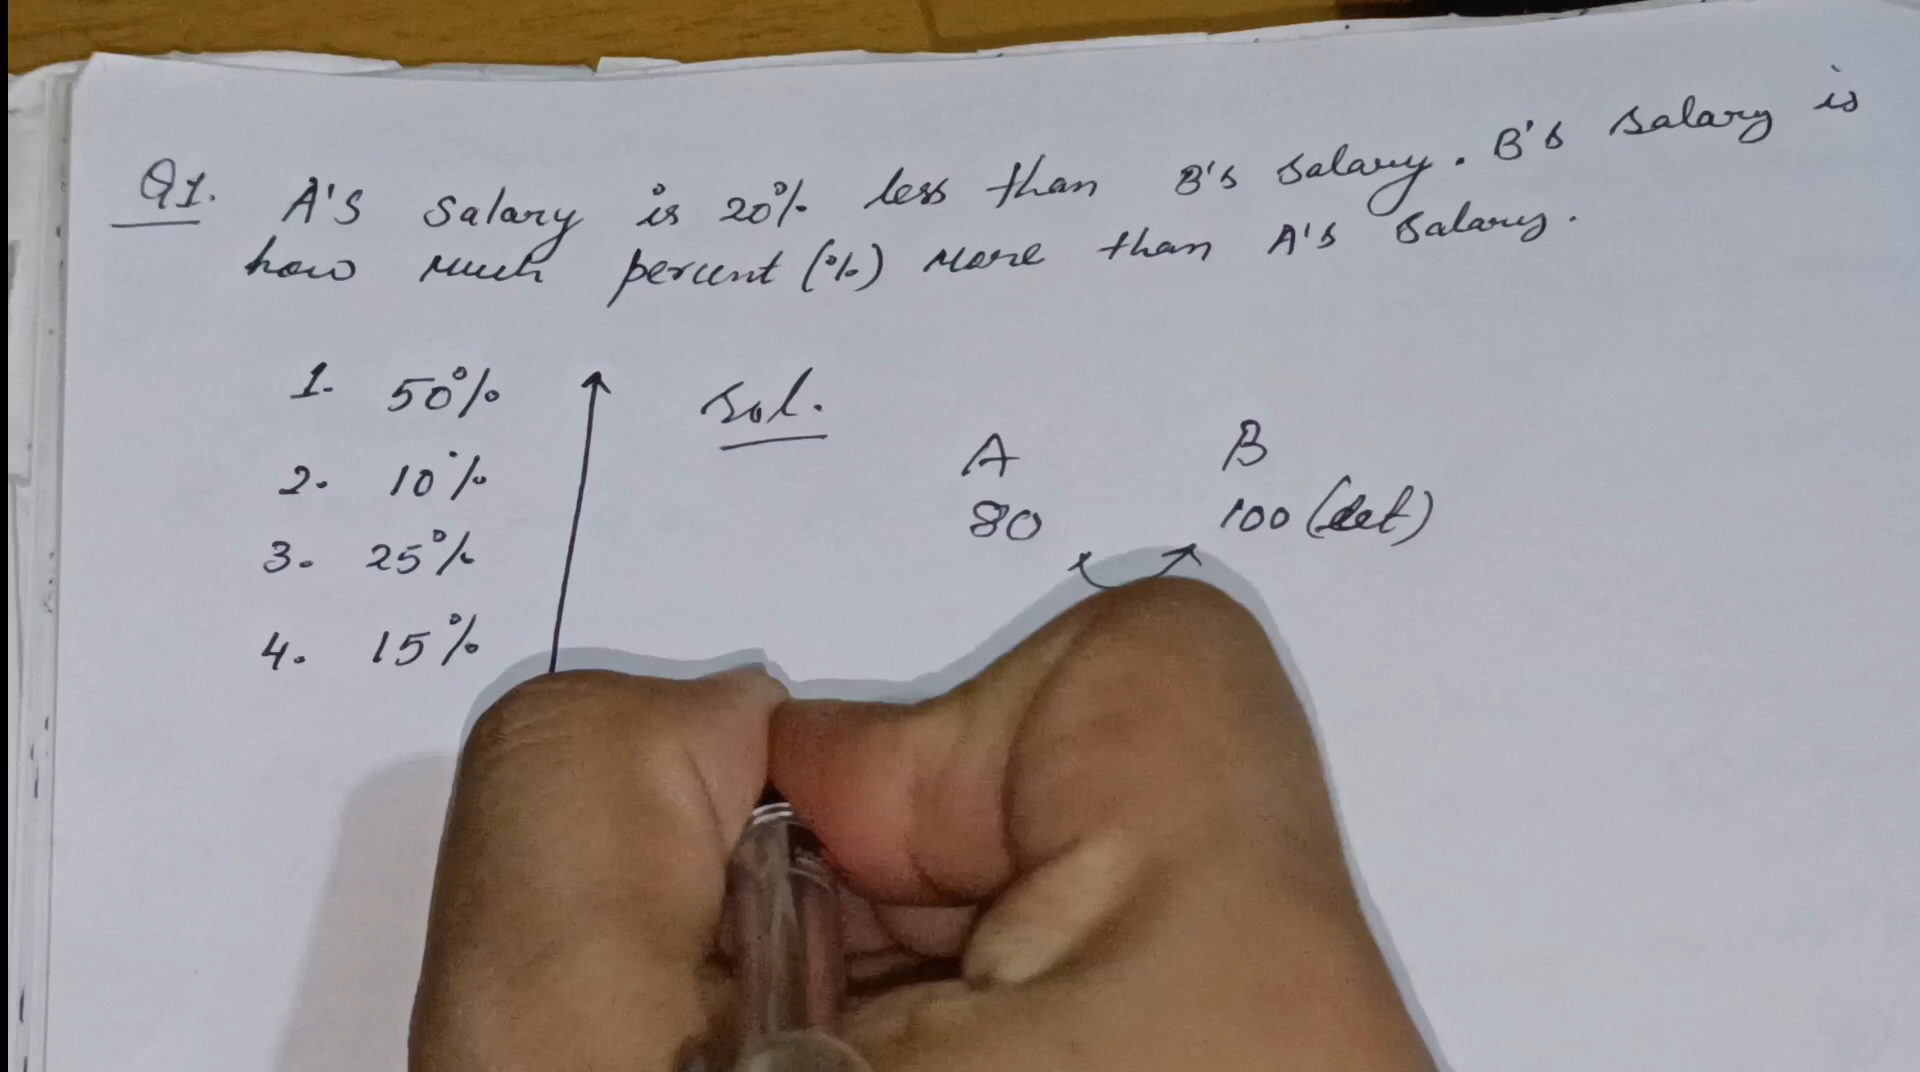 Q1. A's salary is 20% less than B's salary. B's salary is
how much percent (%) more than A's salary.
1. 50%
2. 10%
3. 25%
4. 15%
Sol.
A B
80 100 (let)